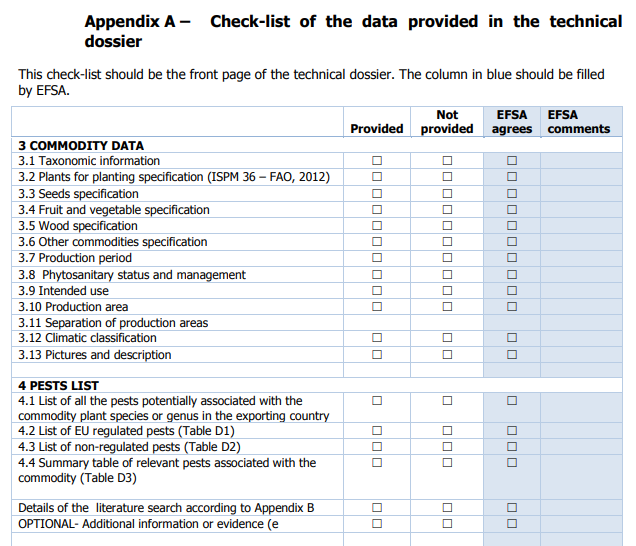 Appendix A – Check-list of the data provided in the technical
dossier
This check-list should be the front page of the technical dossier. The column in blue should be filled
by EFSA.
Provided Not provided EFSA agrees EFSA comments
3 COMMODITY DATA
3.1 Taxonomic information ☐ ☐ ☐
3.2 Plants for planting specification (ISPM 36 – FAO, 2012) ☐ ☐ ☐
3.3 Seeds specification ☐ ☐ ☐
3.4 Fruit and vegetable specification ☐ ☐ ☐
3.5 Wood specification ☐ ☐ ☐
3.6 Other commodities specification ☐ ☐ ☐
3.7 Production period ☐ ☐ ☐
3.8 Phytosanitary status and management ☐ ☐ ☐
3.9 Intended use ☐ ☐ ☐
3.10 Production area ☐ ☐ ☐
3.11 Separation of production areas
3.12 Climatic classification ☐ ☐ ☐
3.13 Pictures and description ☐ ☐ ☐
4 PESTS LIST
4.1 List of all the pests potentially associated with the ☐ ☐ ☐
commodity plant species or genus in the exporting country
4.2 List of EU regulated pests (Table D1) ☐ ☐ ☐
4.3 List of non-regulated pests (Table D2) ☐ ☐ ☐
4.4 Summary table of relevant pests associated with the ☐ ☐ ☐
commodity (Table D3)
Details of the literature search according to Appendix B ☐ ☐ ☐
OPTIONAL- Additional information or evidence (e ☐ ☐ ☐